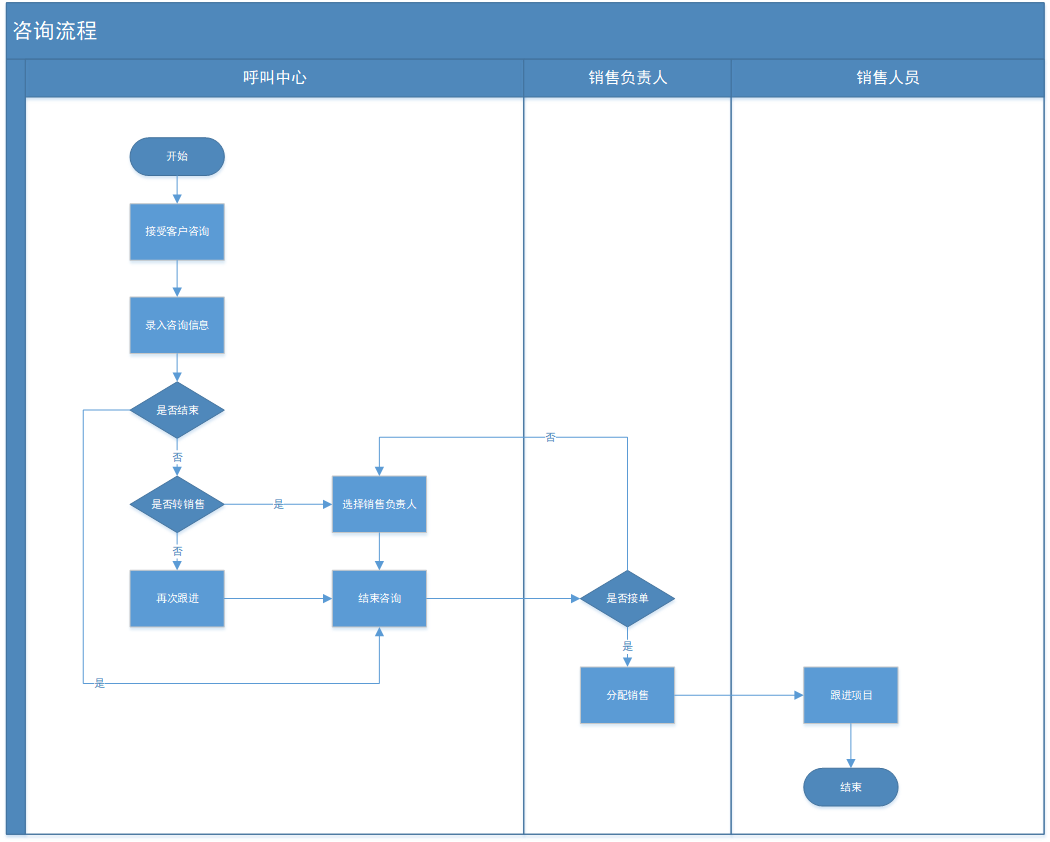 咨询流程
呼叫中心
销售负责人
销售人员
开始
接受客户咨询
录入咨询信息
是否结束
否
否
是否转销售
是
选择销售负责人
否
再次跟进
结束咨询
是否接单
是
是
分配销售
跟进项目
结束